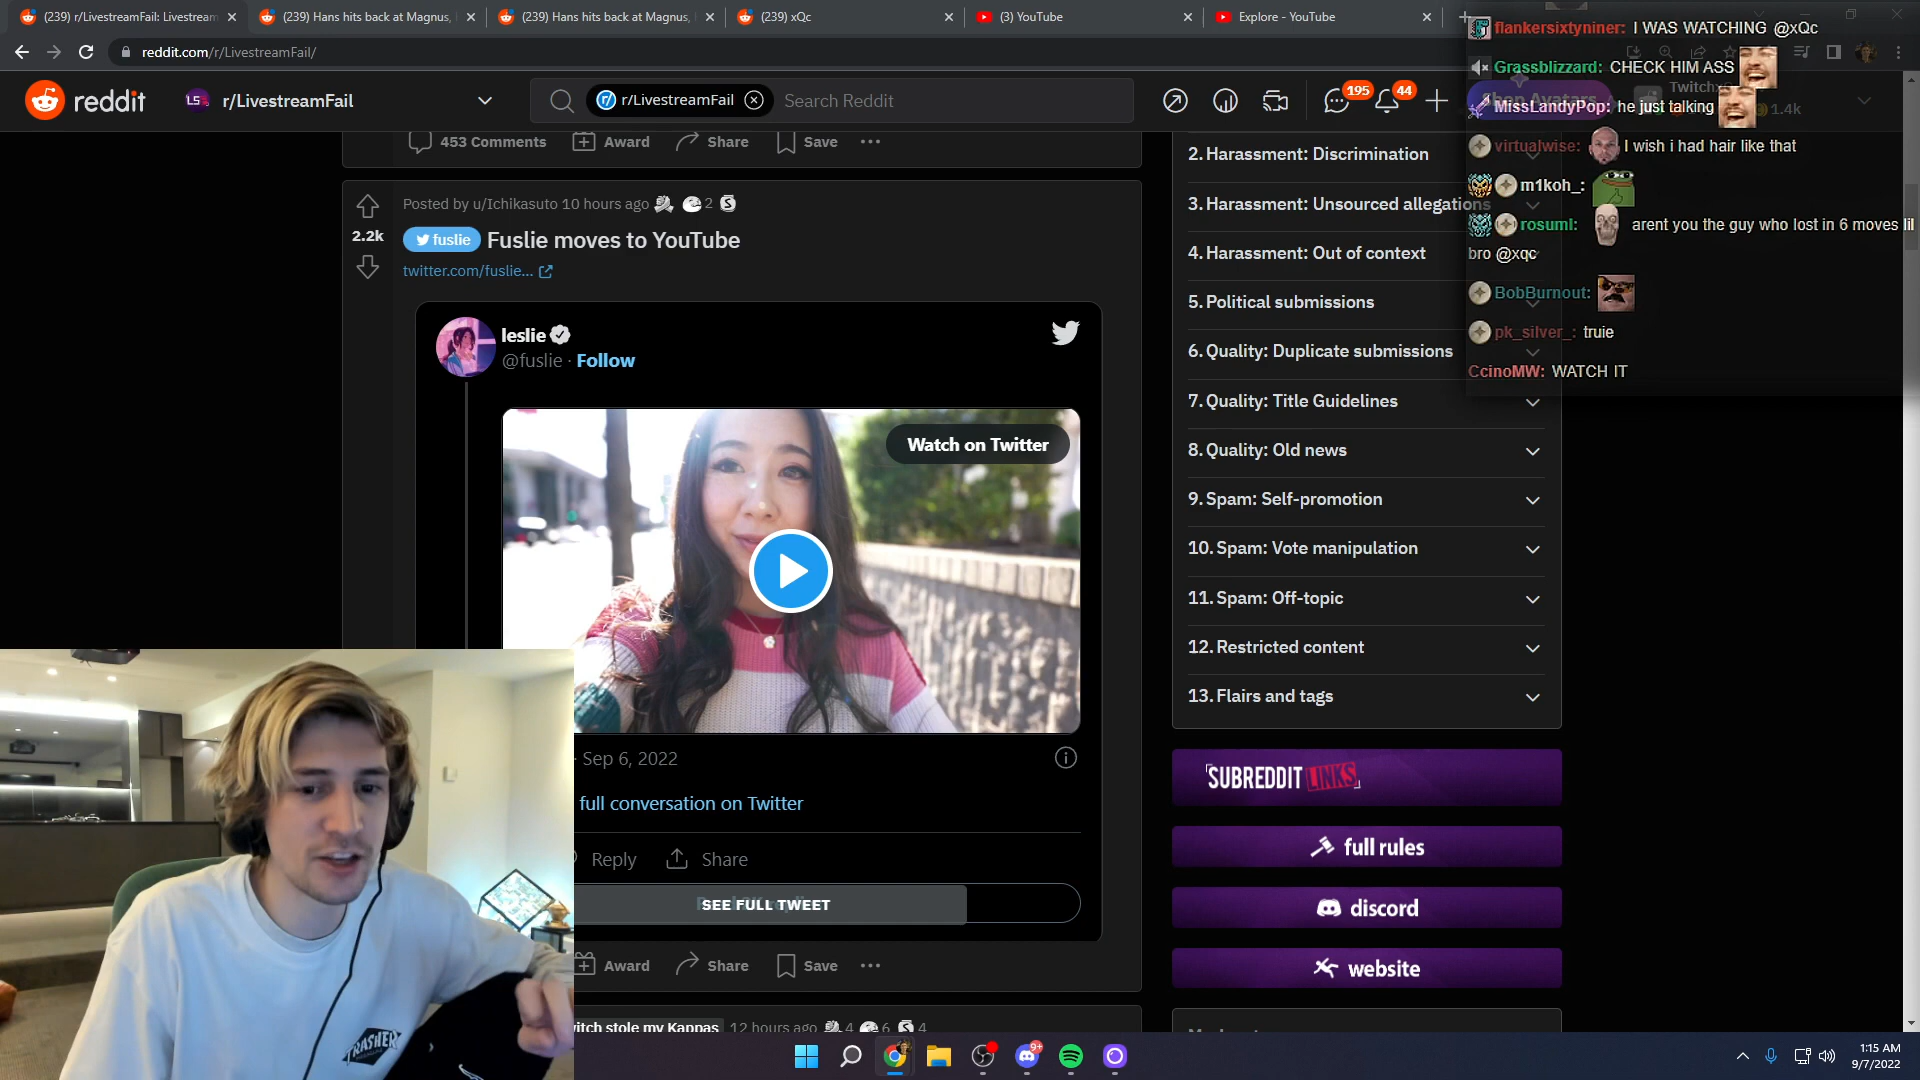 (239) r/LivestreamFail: Livestream
(239) Hans hits back at Magnus,
(239) Hans hits back at Magnus,
(239) xQc
(3) YouTube
Explore - YouTube
reddit.com/r/LivestreamFail/
reddit
r/LivestreamFail
r/LivestreamFail
Search Reddit
195
44
453 Comments
Award
Share
Save
Posted by u/Ichikasuto 10 hours ago
2
2.2k
fuslie
Fuslie moves to YouTube
twitter.com/fuslie...
leslie
@fuslie · Follow
Watch on Twitter
· Sep 6, 2022
full conversation on Twitter
Reply
Share
SEE FULL TWEET
Award
Share
Save
itch stole my Kappas
12 hours ago
4
6
4
2. Harassment: Discrimination
3. Harassment: Unsourced allegations
4. Harassment: Out of context
5. Political submissions
6. Quality: Duplicate submissions
7. Quality: Title Guidelines
8. Quality: Old news
9. Spam: Self-promotion
10. Spam: Vote manipulation
11. Spam: Off-topic
12. Restricted content
13. Flairs and tags
SUBREDDIT LINKS
full rules
discord
website
flankersixtyniner: I WAS WATCHING @xQc
Grassblizzard: CHECK HIM ASS
MissLandyPop: he just talking
1.4k
virtualwise: I wish i had hair like that
m1koh_:
rosuml: arent you the guy who lost in 6 moves lil
bro @xqc
BobBurnout:
pk_silver_: truie
CcinoMW: WATCH IT
THRASHER
9+
1:15 AM
9/7/2022